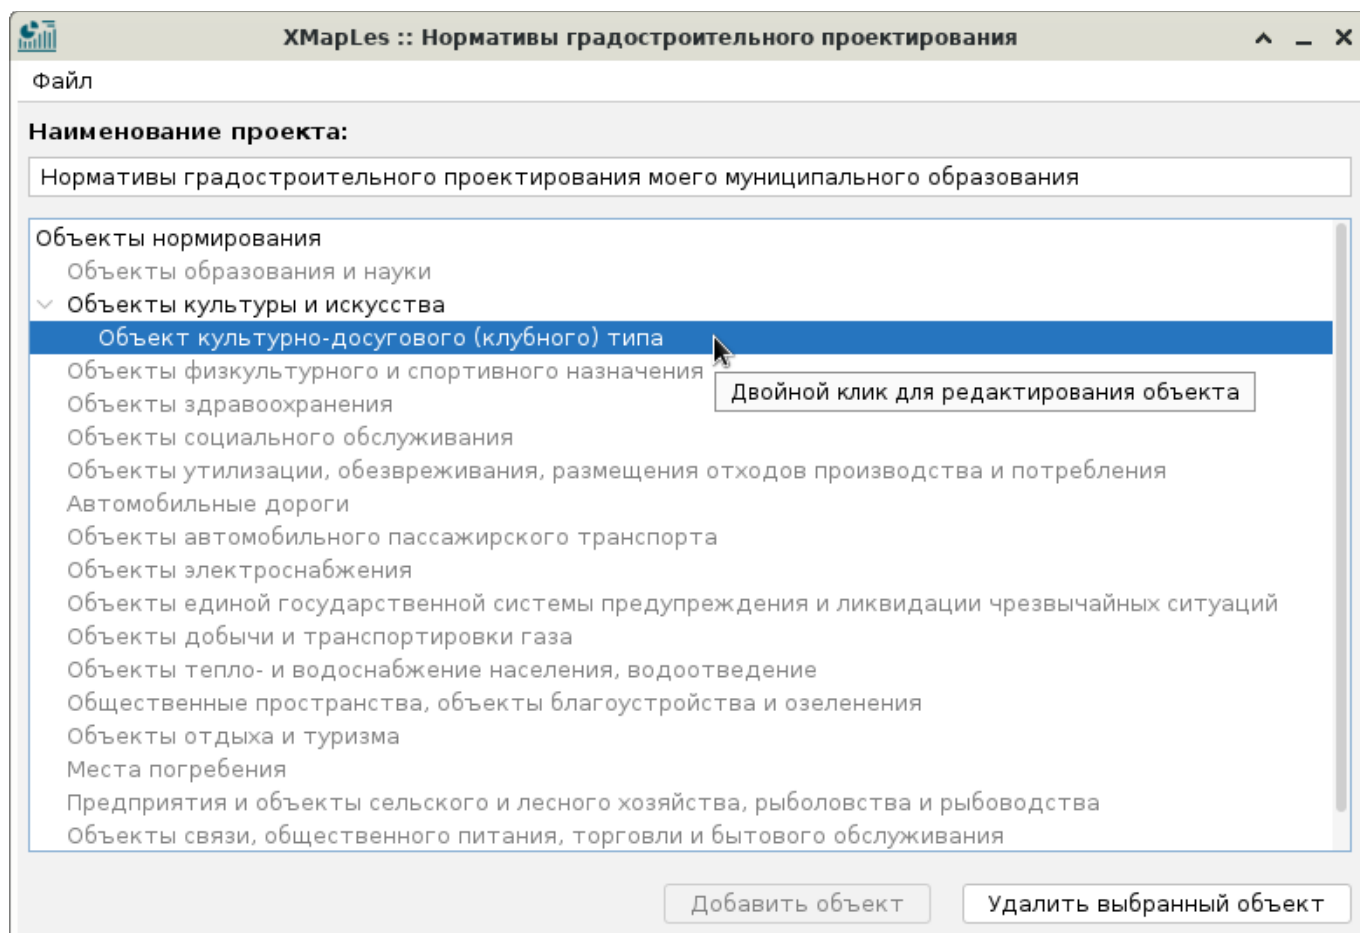 XMapLes :: Нормативы градостроительного проектирования
Файл
Наименование проекта:
Нормативы градостроительного проектирования моего муниципального образования
Объекты нормирования
Объекты образования и науки
Объекты культуры и искусства
Объект культурно-досугового (клубного) типа
Объекты физкультурного и спортивного назначения
Двойной клик для редактирования объекта
Объекты здравоохранения
Объекты социального обслуживания
Объекты утилизации, обезвреживания, размещения отходов производства и потребления
Автомобильные дороги
Объекты автомобильного пассажирского транспорта
Объекты электроснабжения
Объекты единой государственной системы предупреждения и ликвидации чрезвычайных ситуаций
Объекты добычи и транспортировки газа
Объекты тепло- и водоснабжение населения, водоотведение
Общественные пространства, объекты благоустройства и озеленения
Объекты отдыха и туризма
Места погребения
Предприятия и объекты сельского и лесного хозяйства, рыболовства и рыбоводства
Объекты связи, общественного питания, торговли и бытового обслуживания
Добавить объект
Удалить выбранный объект